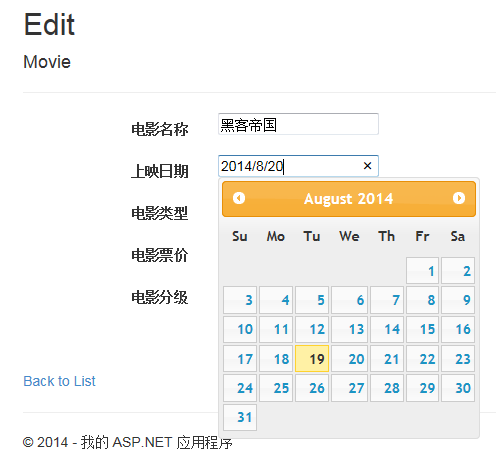 Edit
Movie
电影名称 黑客帝国
上映日期 2014/8/20 ×
电影类型
电影票价
电影分级
August 2014
Su Mo Tu We Th Fr Sa
1 2
3 4 5 6 7 8 9
10 11 12 13 14 15 16
17 18 19 20 21 22 23
24 25 26 27 28 29 30
31
Back to List
© 2014 - 我的 ASP.NET 应用程序